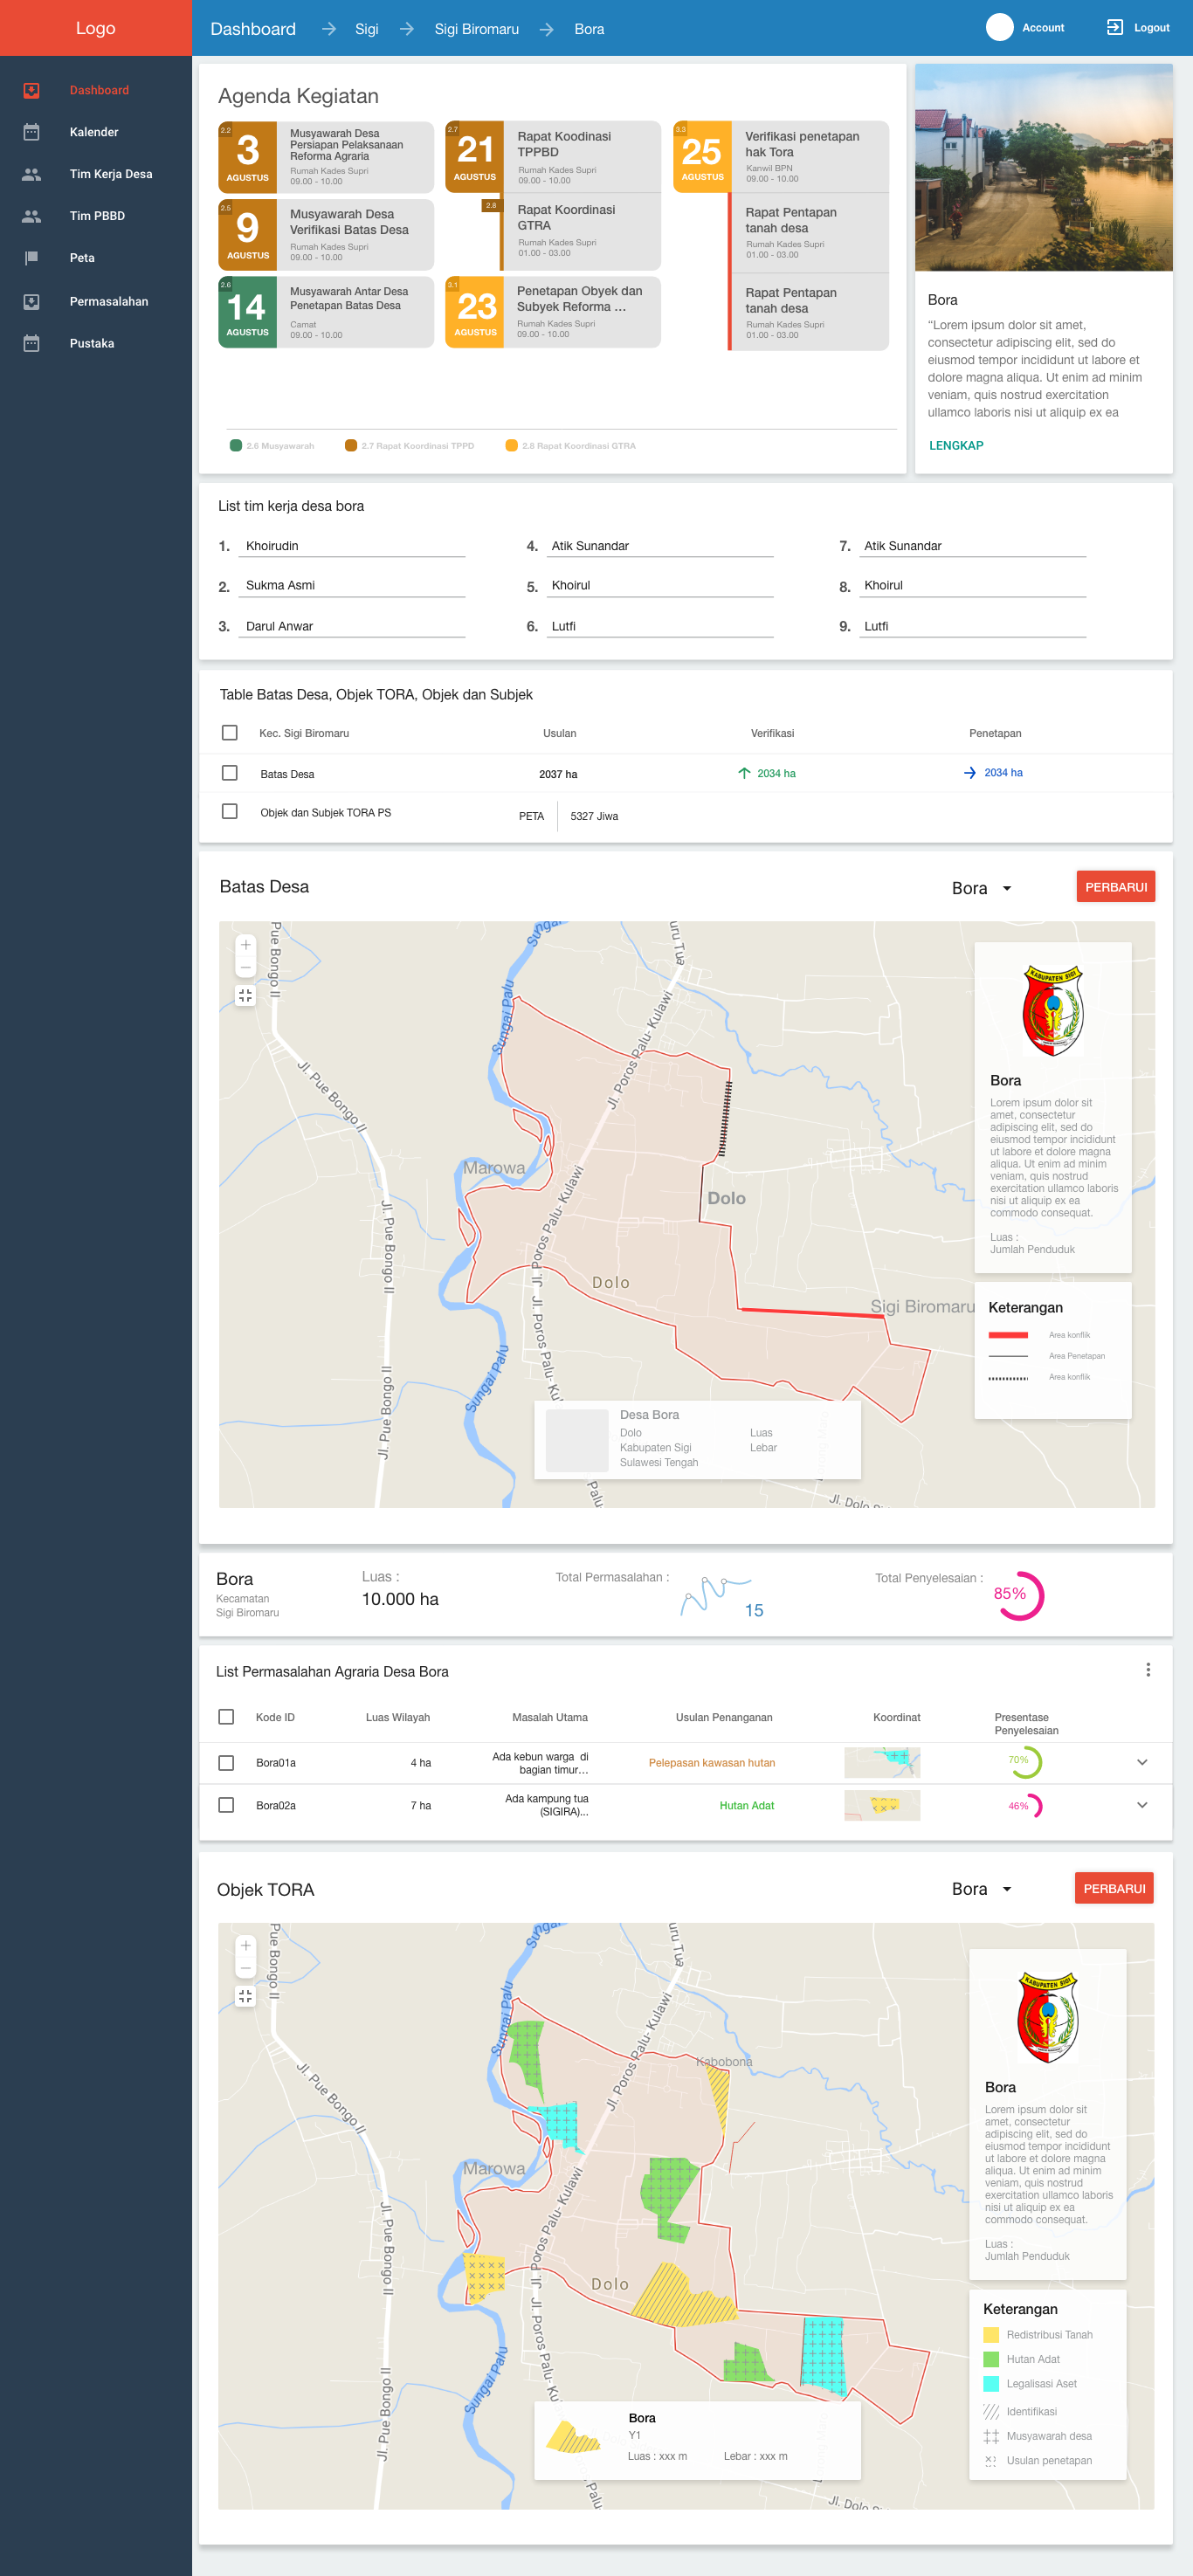 Logo
Dashboard
Sigi
Sigi Biromaru
Bora
Account
Logout
Dashboard
Kalender
Tim Kerja Desa
Tim PBBD
Peta
Permasalahan
Pustaka
Agenda Kegiatan
2.2
3
AGUSTUS
Musyawarah Desa
Persiapan Pelaksanaan
Reforma Agraria
Rumah Kades Supri
09.00 - 10.00
2.5
9
AGUSTUS
Musyawarah Desa
Verifikasi Batas Desa
Rumah Kades Supri
09.00 - 10.00
2.6
14
AGUSTUS
Musyawarah Antar Desa
Penetapan Batas Desa
Camat
09.00 - 10.00
2.7
21
AGUSTUS
Rapat Koodinasi
TPPBD
Rumah Kades Supri
09.00 - 10.00
2.8
Rapat Koordinasi
GTRA
Rumah Kades Supri
01.00 - 03.00
3.1
23
AGUSTUS
Penetapan Obyek dan
Subyek Reforma ...
Rumah Kades Supri
09.00 - 10.00
3.3
25
AGUSTUS
Verifikasi penetapan
hak Tora
Kanwil BPN
09.00 - 10.00
Rapat Pentapan
tanah desa
Rumah Kades Supri
01.00 - 03.00
Rapat Pentapan
tanah desa
Rumah Kades Supri
01.00 - 03.00
2.6 Musyawarah
2.7 Rapat Koordinasi TPPD
2.8 Rapat Koordinasi GTRA
Bora
“Lorem ipsum dolor sit amet,
consectetur adipiscing elit, sed do
eiusmod tempor incididunt ut labore et
dolore magna aliqua. Ut enim ad minim
veniam, quis nostrud exercitation
ullamco laboris nisi ut aliquip ex ea
LENGKAP
List tim kerja desa bora
1. Khoirudin
2. Sukma Asmi
3. Darul Anwar
4. Atik Sunandar
5. Khoirul
6. Lutfi
7. Atik Sunandar
8. Khoirul
9. Lutfi
Table Batas Desa, Objek TORA, Objek dan Subjek
Kec. Sigi Biromaru
Usulan
Verifikasi
Penetapan
Batas Desa
2037 ha
2034 ha
2034 ha
Objek dan Subjek TORA PS
PETA
5327 Jiwa
Batas Desa
Bora
PERBARUI
Pue Bongo II
Jl. Pue Bongo II
Jl. Pue Bongo II
Jl. Pue Bongo II
Sungai Palu
Sungai Palu
Jl. Poros Palu- Kulawi
Jl. Poros Palu- Kulawi
Marowa
Dolo
Dolo
Sigi Biromaru
KABUPATEN SIGI
Bora
Lorem ipsum dolor sit
amet, consectetur
adipiscing elit, sed do
eiusmod tempor incididunt
ut labore et dolore magna
aliqua. Ut enim ad minim
veniam, quis nostrud
exercitation ullamco laboris
nisi ut aliquip ex ea
commodo consequat.
Luas :
Jumlah Penduduk
Keterangan
Area konflik
Area Penetapan
Area konflik
Desa Bora
Dolo
Kabupaten Sigi
Sulawesi Tengah
Luas
Lebar
Palu
Jl. Dolo
Bora
Kecamatan
Sigi Biromaru
Luas :
10.000 ha
Total Permasalahan :
15
Total Penyelesaian :
85%
List Permasalahan Agraria Desa Bora
Kode ID
Luas Wilayah
Masalah Utama
Usulan Penanganan
Koordinat
Presentase
Penyelesaian
Bora01a
4 ha
Ada kebun warga di
bagian timur...
Pelepasan kawasan hutan
70%
Bora02a
7 ha
Ada kampung tua
(SIGIRA)...
Hutan Adat
46%
Objek TORA
Bora
PERBARUI
Pue Bongo II
Jl. Pue Bongo II
Jl. Pue Bongo II
Jl. Pue Bongo II
Sungai Palu
Sungai Palu
Jl. Poros Palu- Kulawi
Jl. Poros Palu- Kulawi
Kabobona
Marowa
Dolo
KABUPATEN SIGI
Bora
Lorem ipsum dolor sit
amet, consectetur
adipiscing elit, sed do
eiusmod tempor incididunt
ut labore et dolore magna
aliqua. Ut enim ad minim
veniam, quis nostrud
exercitation ullamco laboris
nisi ut aliquip ex ea
commodo consequat.
Luas :
Jumlah Penduduk
Keterangan
Redistribusi Tanah
Hutan Adat
Legalisasi Aset
Identifikasi
Musyawarah desa
Usulan penetapan
Bora
Y1
Luas : xxx m
Lebar : xxx m
Palu
Jl. Dolo